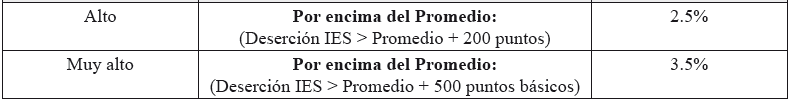 Alto Por encima del Promedio: 2.5%
(Deserción IES > Promedio + 200 puntos)
Muy alto Por encima del Promedio: 3.5%
(Deserción IES > Promedio + 500 puntos básicos)